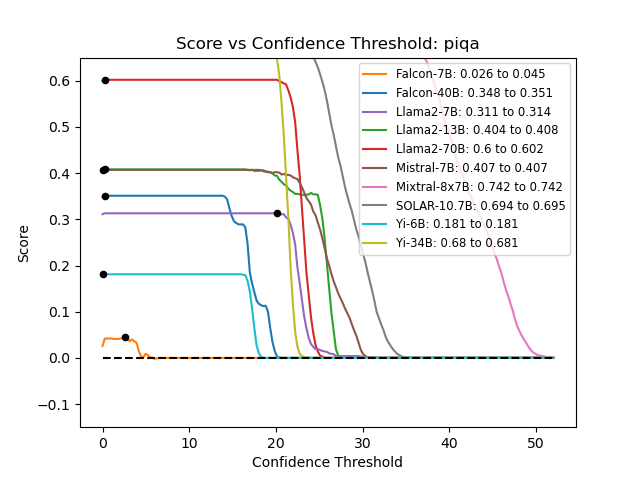 Score vs Confidence Threshold: piqa
Score
0.6
0.5
0.4
0.3
0.2
0.1
0.0
−0.1
Falcon-7B: 0.026 to 0.045
Falcon-40B: 0.348 to 0.351
Llama2-7B: 0.311 to 0.314
Llama2-13B: 0.404 to 0.408
Llama2-70B: 0.6 to 0.602
Mistral-7B: 0.407 to 0.407
Mixtral-8x7B: 0.742 to 0.742
SOLAR-10.7B: 0.694 to 0.695
Yi-6B: 0.181 to 0.181
Yi-34B: 0.68 to 0.681
0 10 20 30 40 50
Confidence Threshold